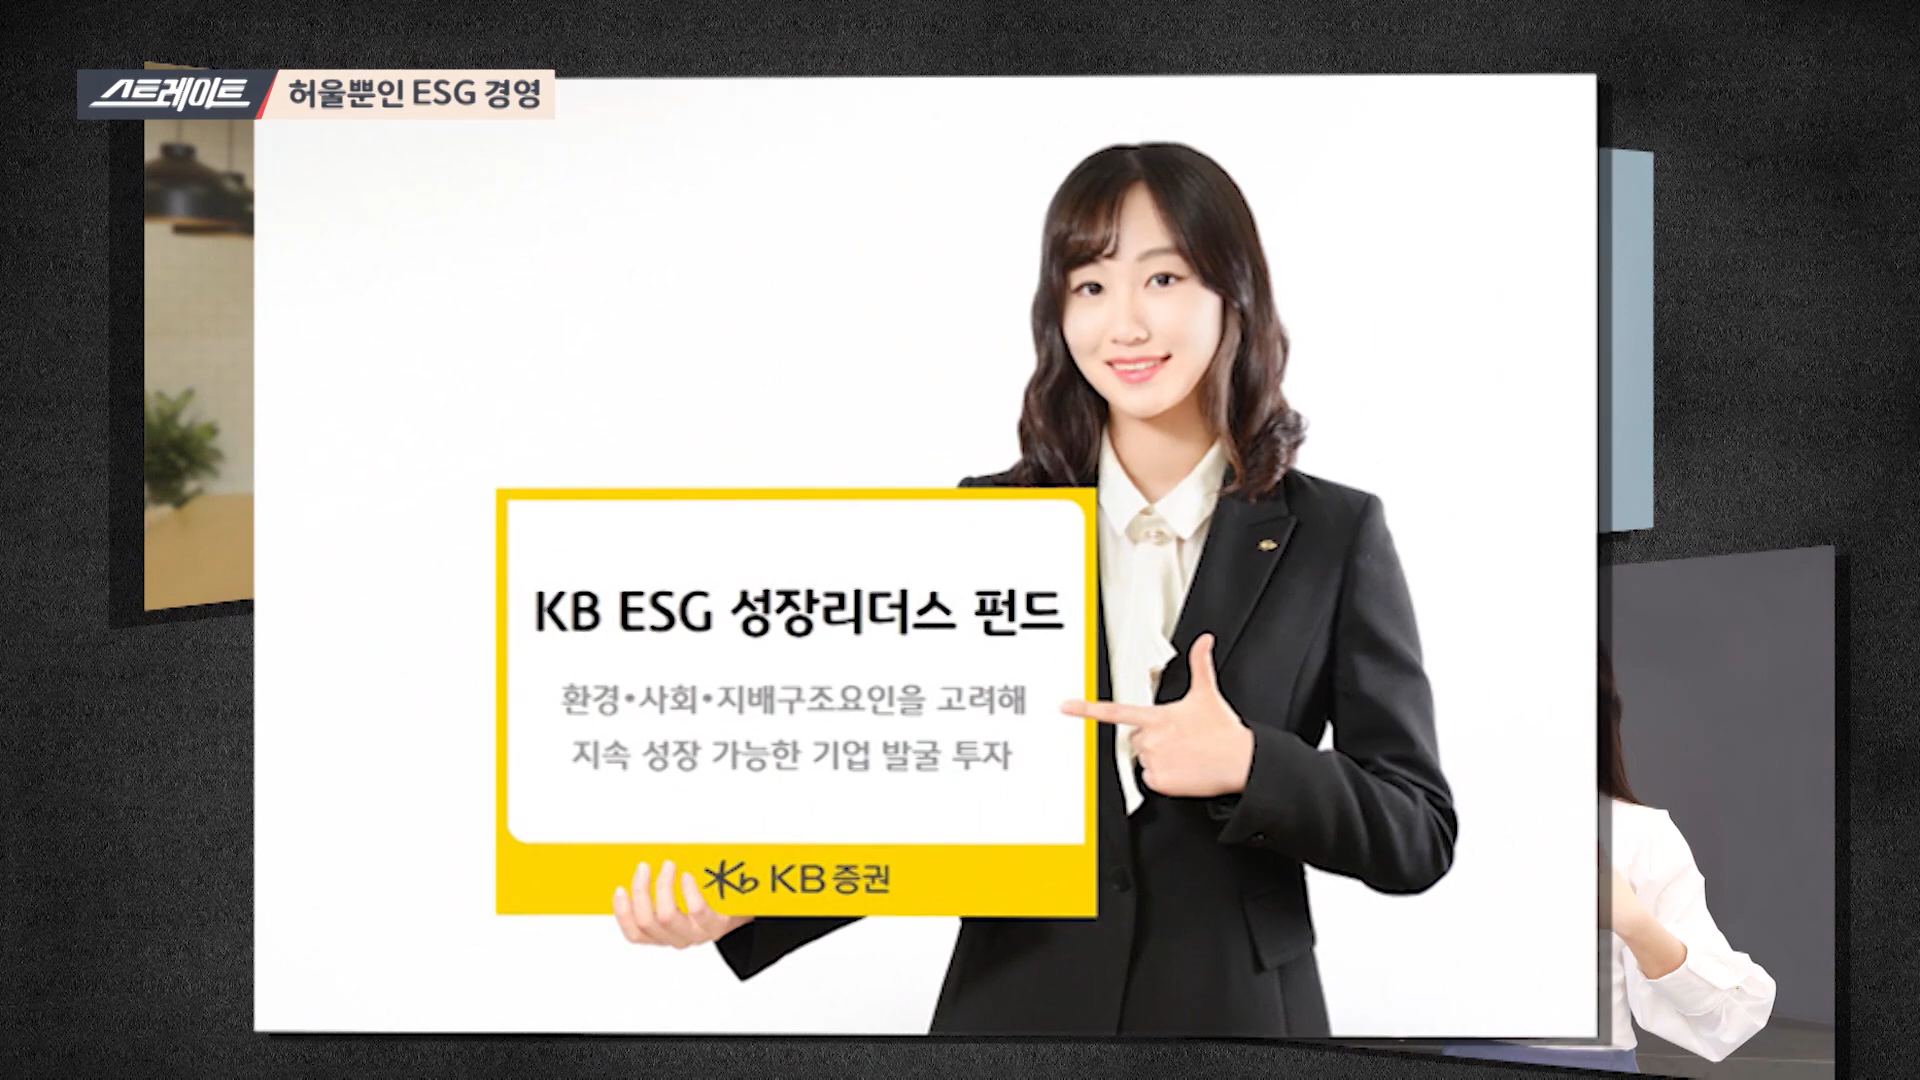 스트레이트 허울뿐인 ESG 경영
KB ESG 성장리더스 펀드
환경•사회•지배구조요인을 고려해
지속 성장 가능한 기업 발굴 투자
Kb KB증권